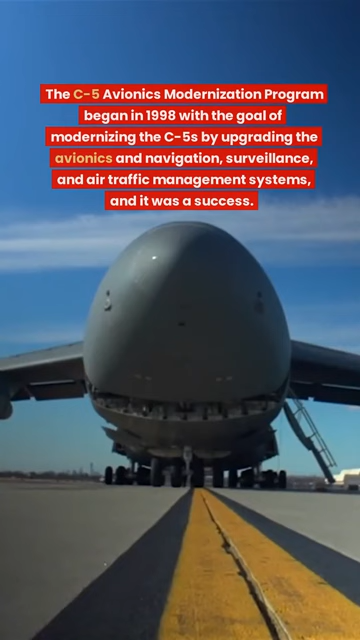 The C-5 Avionics Modernization Program
began in 1998 with the goal of
modernizing the C-5s by upgrading the
avionics and navigation, surveillance,
and air traffic management systems,
and it was a success.